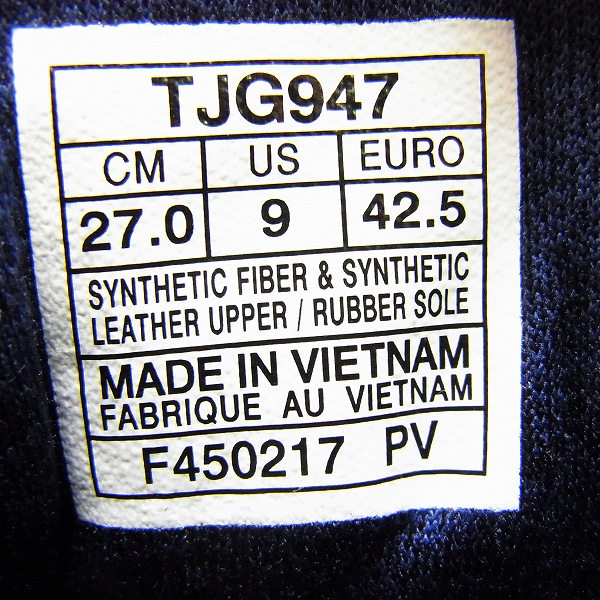 TJG947
CM US EURO
27.0 9 42.5
SYNTHETIC FIBER & SYNTHETIC
LEATHER UPPER / RUBBER SOLE
MADE IN VIETNAM
FABRIQUE AU VIETNAM
F450217 PV